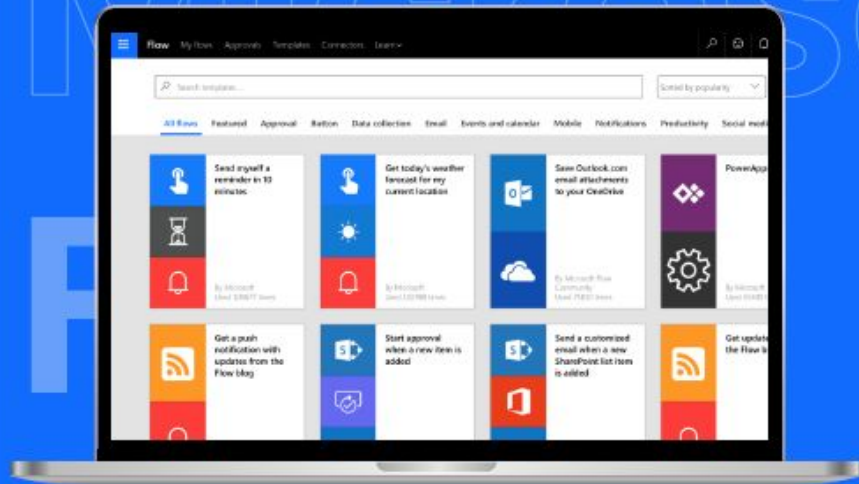 Flow My flows Approvals Templates Connectors Learn
Search templates...
Sorted by popularity
All flows Featured Approval Button Data collection Email Events and calendar Mobile Notifications Productivity Social medi
Send myself a
reminder in 10
minutes
By Microsoft
Get today's weather
forecast for my
current location
By Microsoft
Save Outlook.com
email attachments
to your OneDrive
By Microsoft Flow
Community
PowerApp
By Microsoft
Get a push
notification with
updates from the
Flow blog
Start approval
when a new item is
added
Send a customized
email when a new
SharePoint list item
is added
Get update
the Flow b